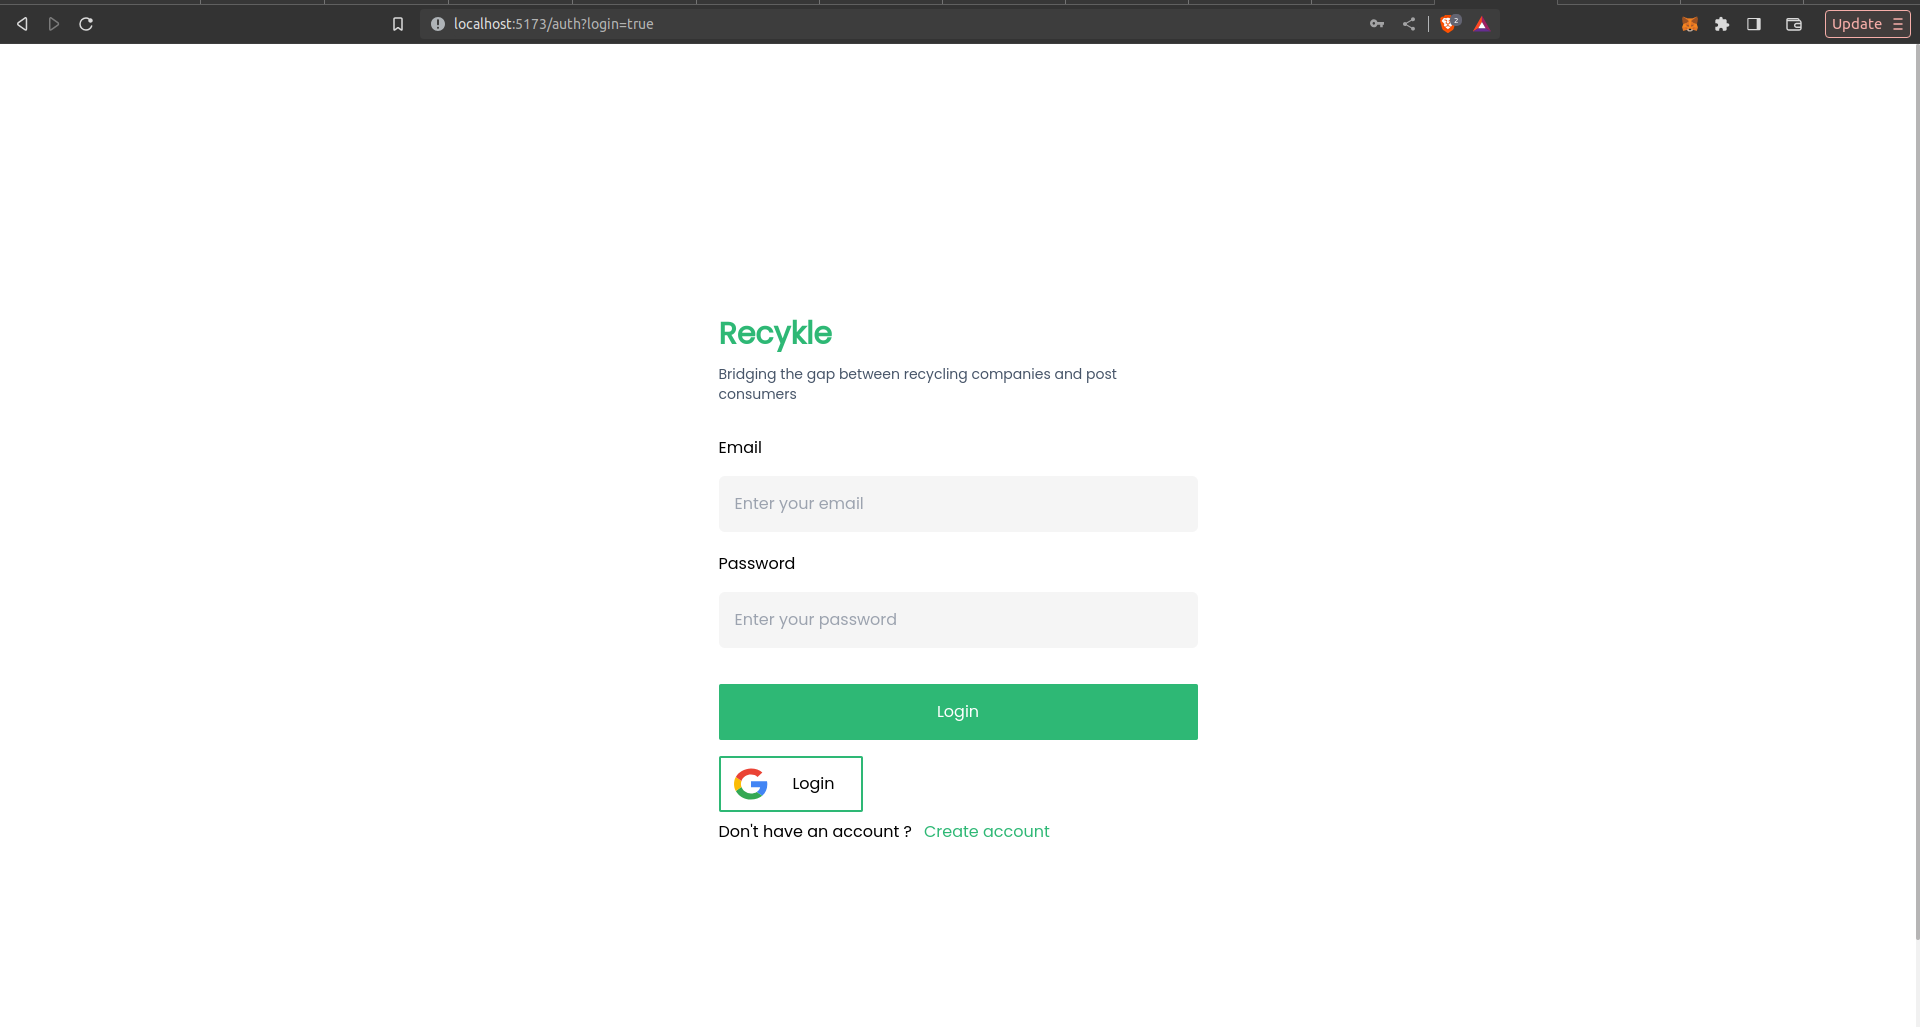 localhost:5173/auth?login=true
2
Update
Recykle
Bridging the gap between recycling companies and post
consumers
Email
Enter your email
Password
Enter your password
Login
Login
Don't have an account ? Create account